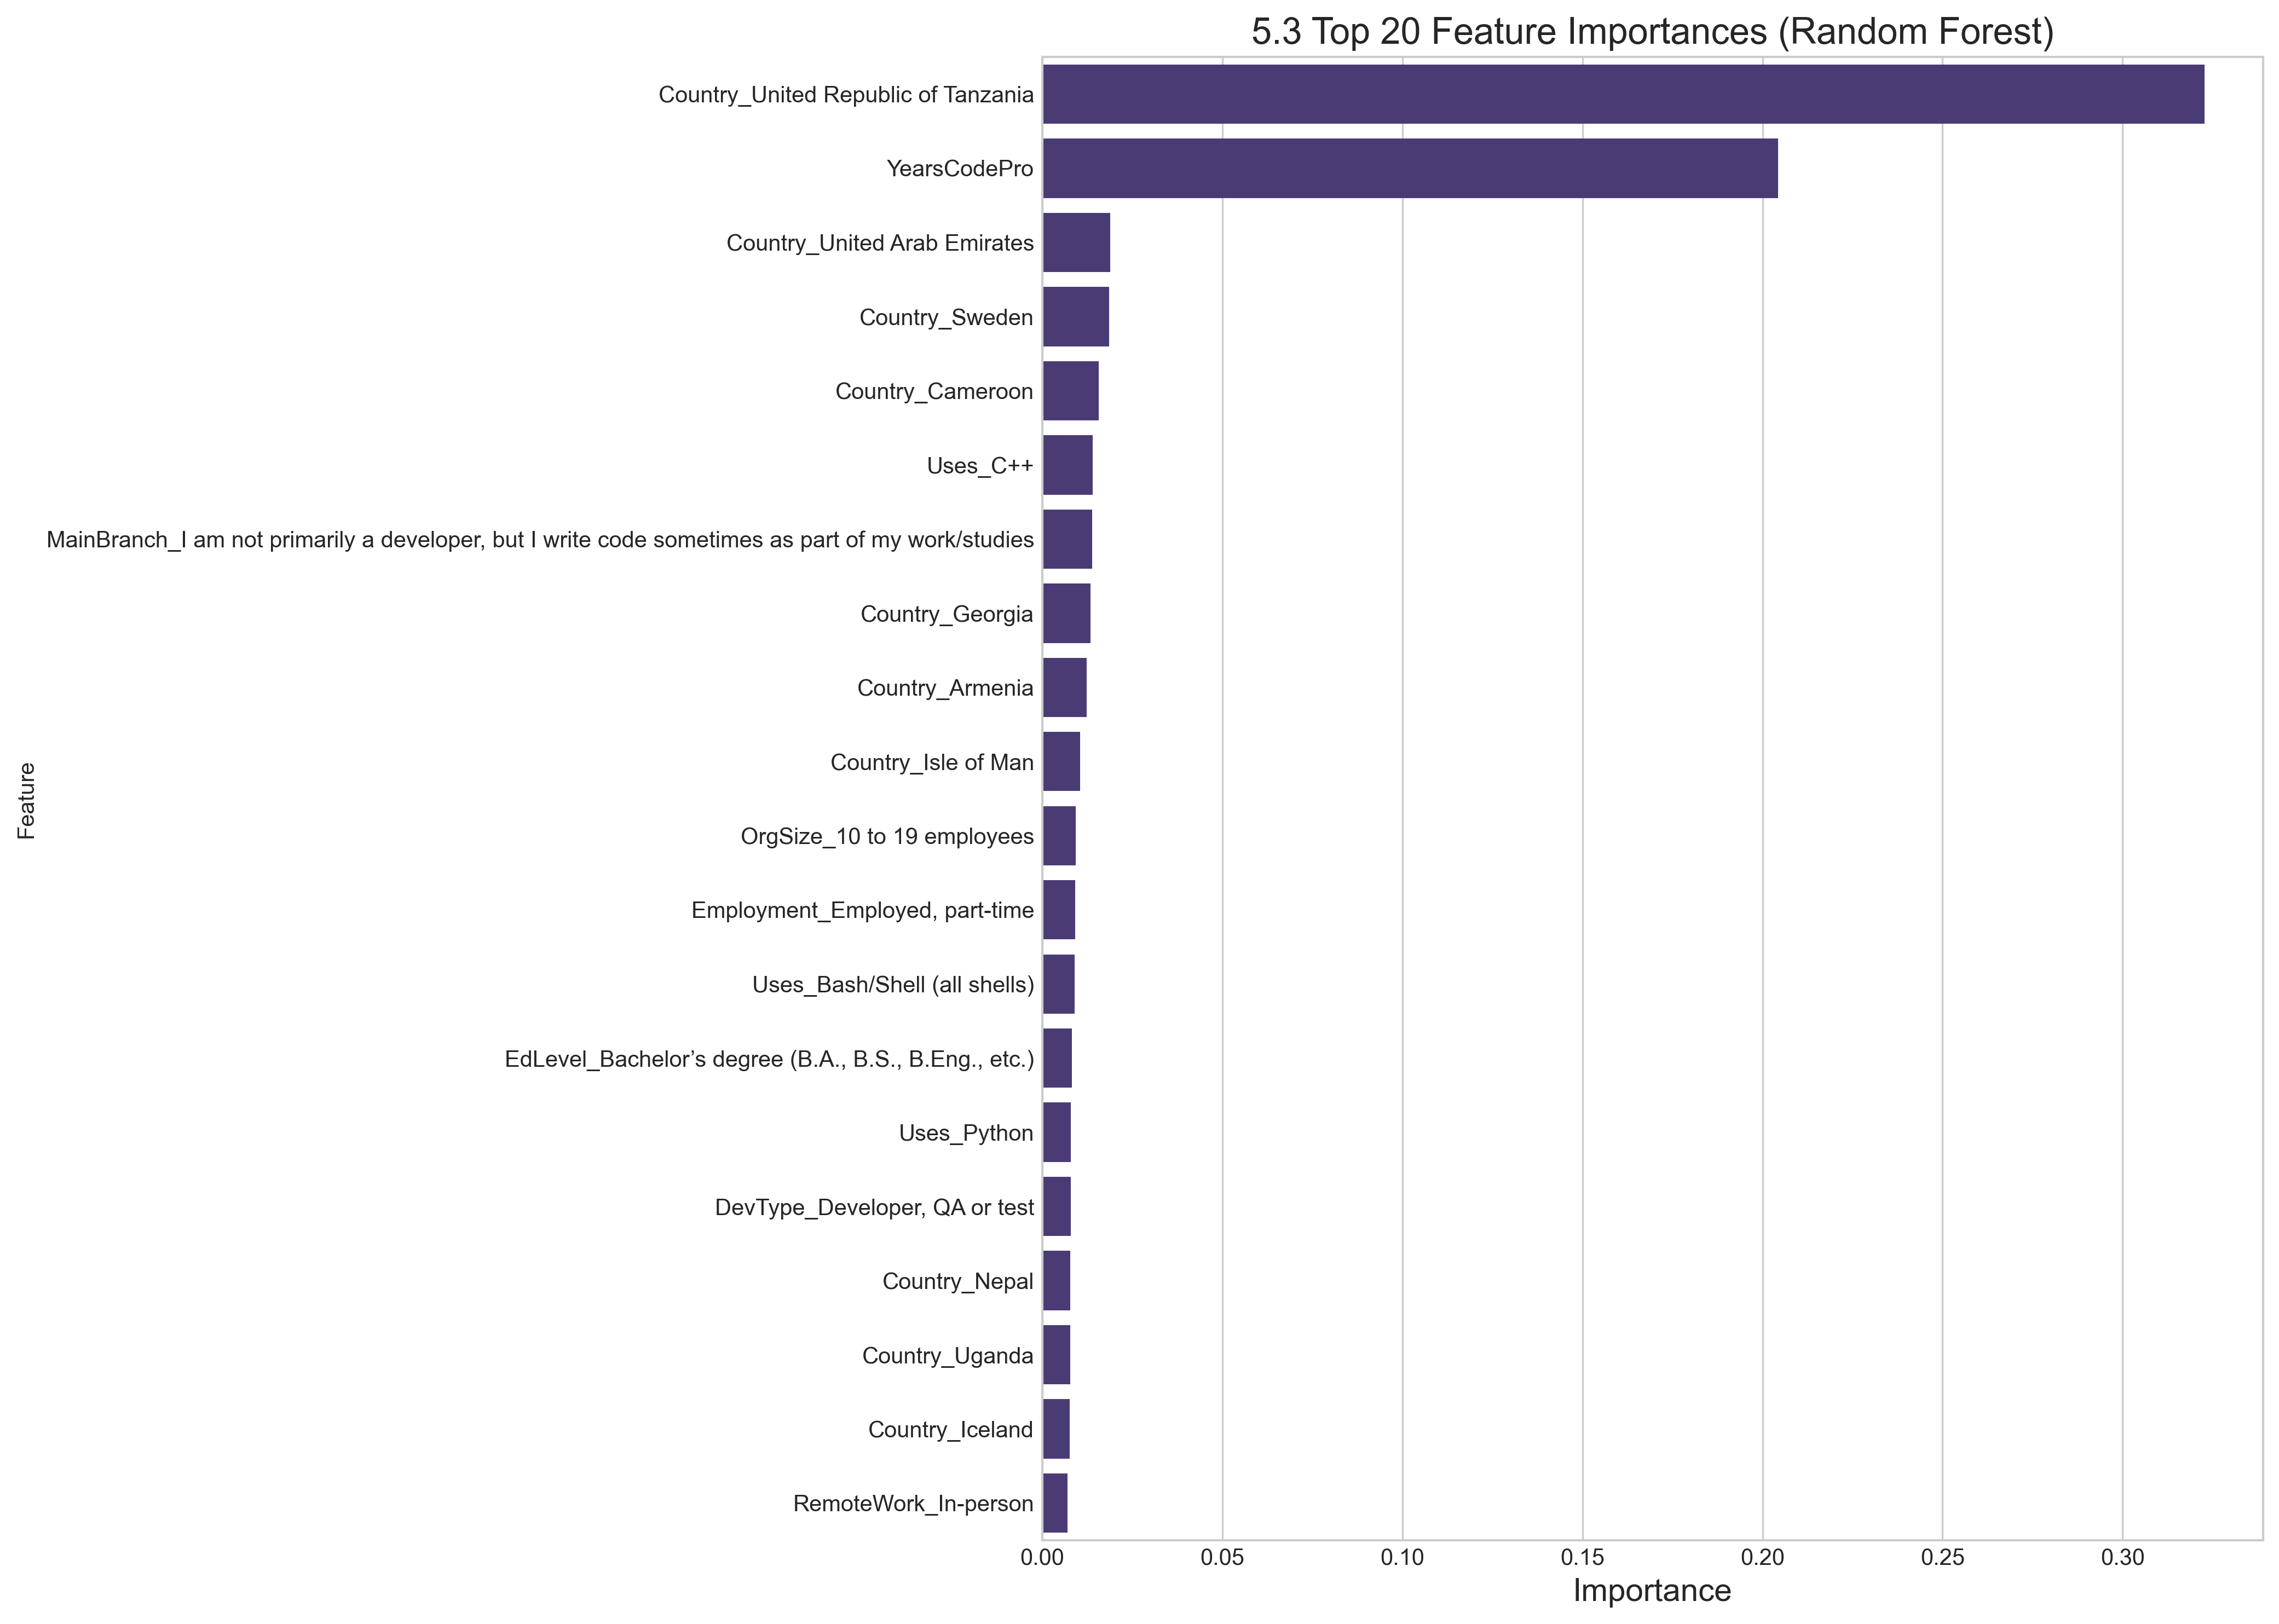 5.3 Top 20 Feature Importances (Random Forest)
Country_United Republic of Tanzania
YearsCodePro
Country_United Arab Emirates
Country_Sweden
Country_Cameroon
Uses_C++
MainBranch_I am not primarily a developer, but I write code sometimes as part of my work/studies
Country_Georgia
Country_Armenia
Country_Isle of Man
OrgSize_10 to 19 employees
Employment_Employed, part-time
Uses_Bash/Shell (all shells)
EdLevel_Bachelor’s degree (B.A., B.S., B.Eng., etc.)
Uses_Python
DevType_Developer, QA or test
Country_Nepal
Country_Uganda
Country_Iceland
RemoteWork_In-person
Feature
0.00 0.05 0.10 0.15 0.20 0.25 0.30
Importance